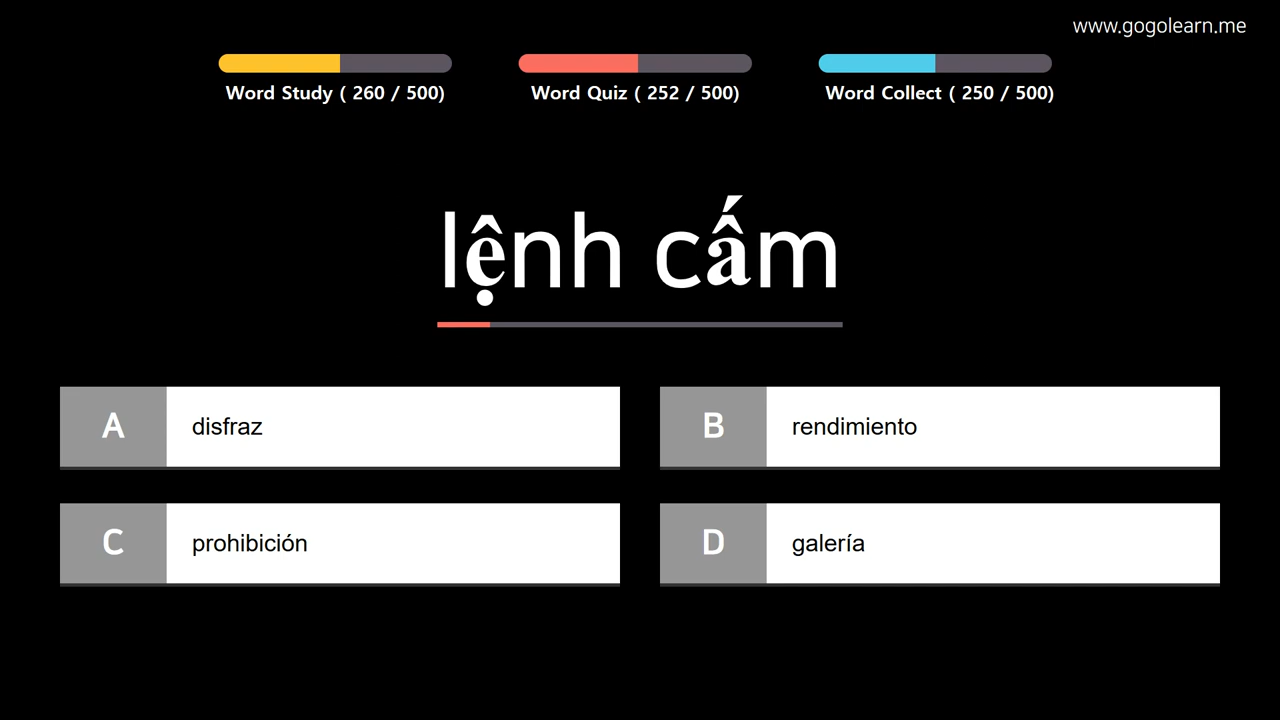 www.gogolearn.me
Word Study ( 260 / 500)
Word Quiz ( 252 / 500)
Word Collect ( 250 / 500)
lệnh cấm
A disfraz
B rendimiento
C prohibición
D galería